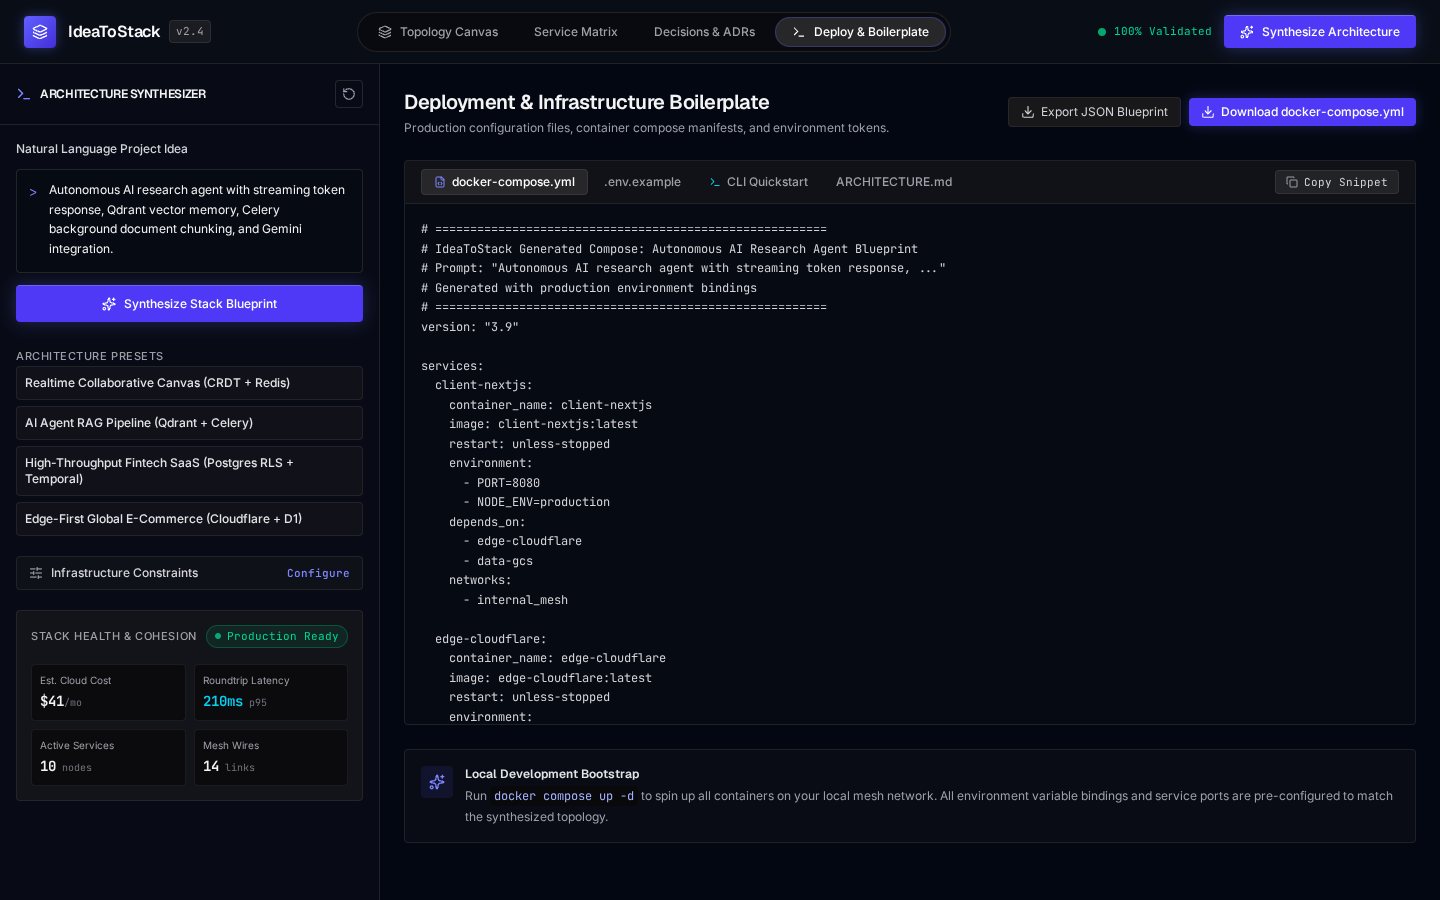 IdeaToStack v2.4
Topology Canvas Service Matrix Decisions & ADRs Deploy & Boilerplate
100% Validated Synthesize Architecture
ARCHITECTURE SYNTHESIZER
Natural Language Project Idea
> Autonomous AI research agent with streaming token
response, Qdrant vector memory, Celery
background document chunking, and Gemini
integration.
Synthesize Stack Blueprint
ARCHITECTURE PRESETS
Realtime Collaborative Canvas (CRDT + Redis)
AI Agent RAG Pipeline (Qdrant + Celery)
High-Throughput Fintech SaaS (Postgres RLS +
Temporal)
Edge-First Global E-Commerce (Cloudflare + D1)
Infrastructure Constraints Configure
STACK HEALTH & COHESION Production Ready
Est. Cloud Cost
$41/mo
Roundtrip Latency
210ms p95
Active Services
10 nodes
Mesh Wires
14 links
Deployment & Infrastructure Boilerplate
Production configuration files, container compose manifests, and environment tokens.
Export JSON Blueprint Download docker-compose.yml
docker-compose.yml .env.example CLI Quickstart ARCHITECTURE.md Copy Snippet
# ========================================================
# IdeaToStack Generated Compose: Autonomous AI Research Agent Blueprint
# Prompt: "Autonomous AI research agent with streaming token response, ..."
# Generated with production environment bindings
# ========================================================
version: "3.9"
services:
client-nextjs:
container_name: client-nextjs
image: client-nextjs:latest
restart: unless-stopped
environment:
- PORT=8080
- NODE_ENV=production
depends_on:
- edge-cloudflare
- data-gcs
networks:
- internal_mesh
edge-cloudflare:
container_name: edge-cloudflare
image: edge-cloudflare:latest
restart: unless-stopped
environment:
Local Development Bootstrap
Run docker compose up -d to spin up all containers on your local mesh network. All environment variable bindings and service ports are pre-configured to match
the synthesized topology.